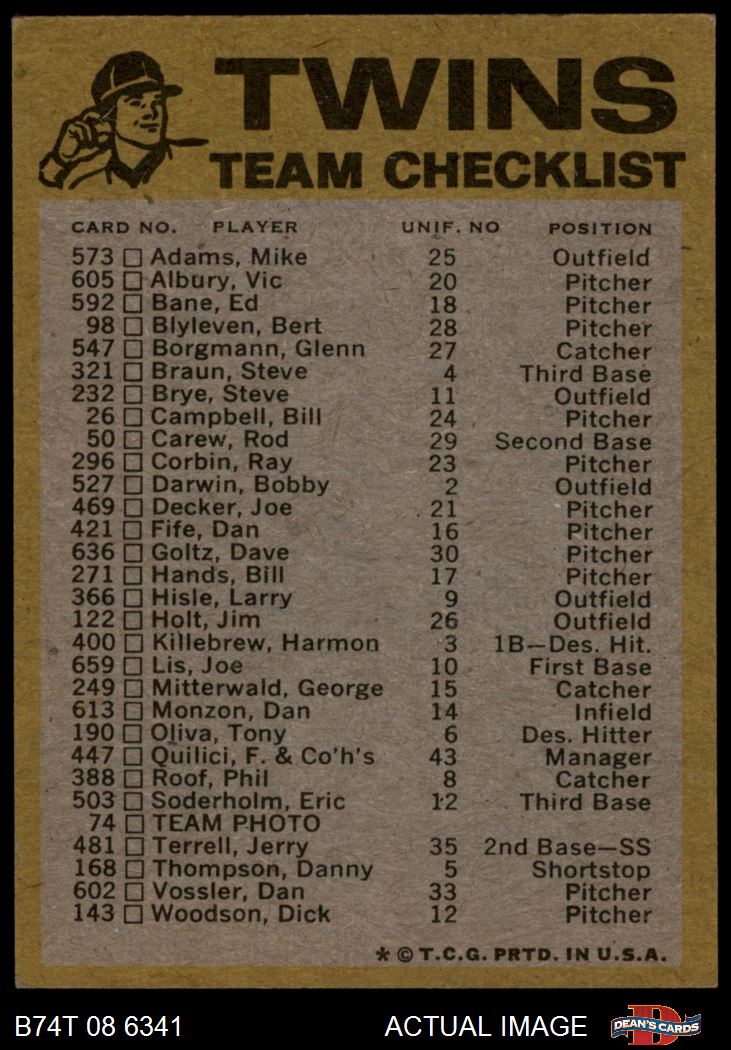 TWINS
TEAM CHECKLIST
CARD NO. PLAYER UNIF. NO POSITION
573 Adams, Mike 25 Outfield
605 Albury, Vic 20 Pitcher
592 Bane, Ed 18 Pitcher
98 Blyleven, Bert 28 Pitcher
547 Borgmann, Glenn 27 Catcher
321 Braun, Steve 4 Third Base
232 Brye, Steve 11 Outfield
26 Campbell, Bill 24 Pitcher
50 Carew, Rod 29 Second Base
296 Corbin, Ray 23 Pitcher
527 Darwin, Bobby 2 Outfield
469 Decker, Joe 21 Pitcher
421 Fife, Dan 16 Pitcher
636 Goltz, Dave 30 Pitcher
271 Hands, Bill 17 Pitcher
366 Hisle, Larry 9 Outfield
122 Holt, Jim 26 Outfield
400 Killebrew, Harmon 3 1B—Des. Hit.
659 Lis, Joe 10 First Base
249 Mitterwald, George 15 Catcher
613 Monzon, Dan 14 Infield
190 Oliva, Tony 6 Des. Hitter
447 Quilici, F. & Co'h's 43 Manager
388 Roof, Phil 8 Catcher
503 Soderholm, Eric 12 Third Base
74 TEAM PHOTO
481 Terrell, Jerry 35 2nd Base—SS
168 Thompson, Danny 5 Shortstop
602 Vossler, Dan 33 Pitcher
143 Woodson, Dick 12 Pitcher
* © T.C.G. PRTD. IN U.S.A.
B74T 08 6341 ACTUAL IMAGE DEAN'S CARDS